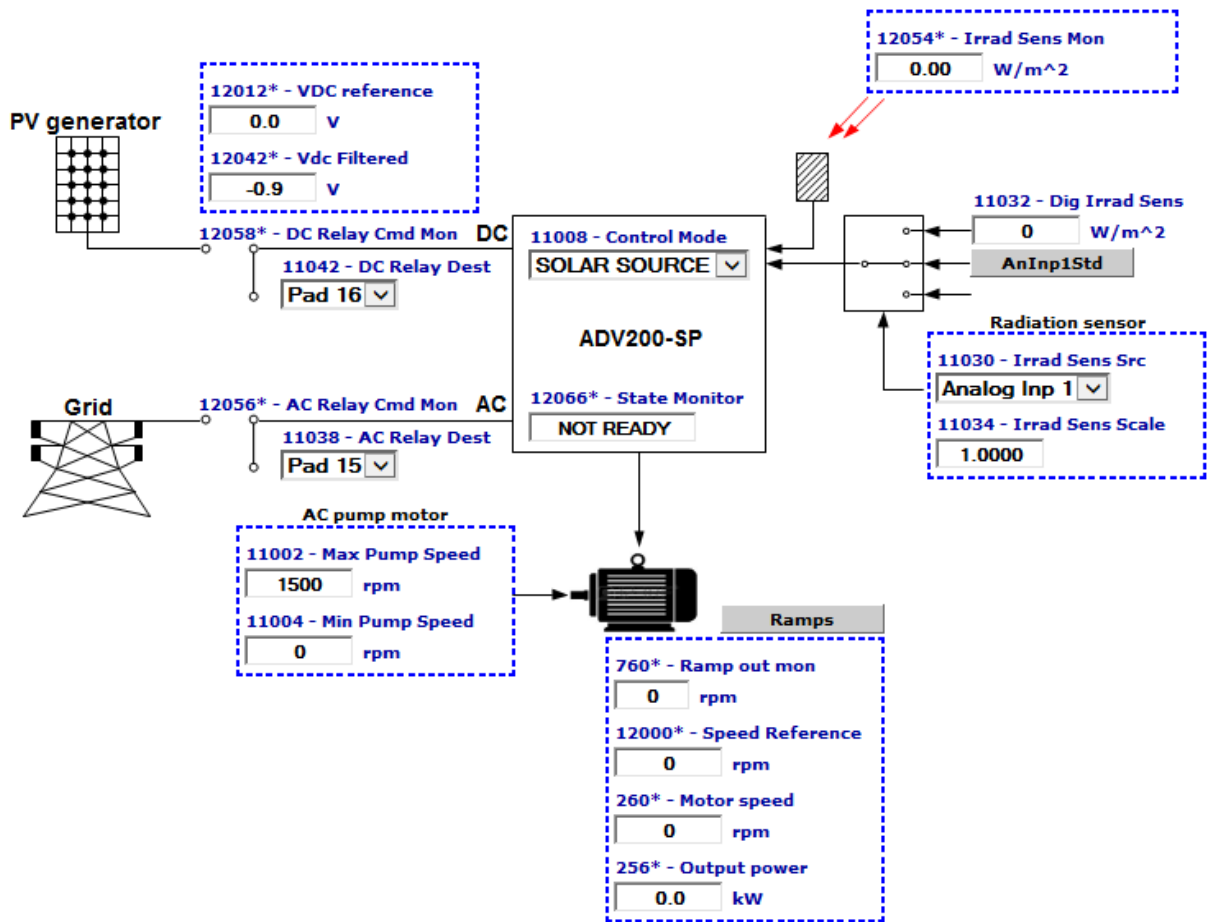 12054* - Irrad Sens Mon
0.00 W/m^2
12012* - VDC reference
0.0 V
12042* - Vdc Filtered
-0.9 V
PV generator
12058* - DC Relay Cmd Mon DC
11042 - DC Relay Dest
Pad 16
11008 - Control Mode
SOLAR SOURCE
ADV200-SP
12066* - State Monitor
NOT READY
11032 - Dig Irrad Sens
0 W/m^2
AnInp1Std
Radiation sensor
11030 - Irrad Sens Src
Analog Inp 1
11034 - Irrad Sens Scale
1.0000
Grid
12056* - AC Relay Cmd Mon AC
11038 - AC Relay Dest
Pad 15
AC pump motor
11002 - Max Pump Speed
1500 rpm
11004 - Min Pump Speed
0 rpm
Ramps
760* - Ramp out mon
0 rpm
12000* - Speed Reference
0 rpm
260* - Motor speed
0 rpm
256* - Output power
0.0 kW